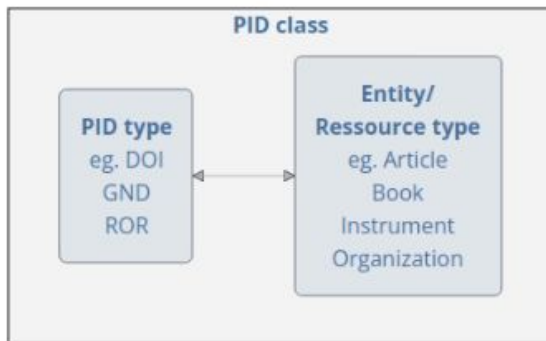 PID class
PID type
eg. DOI
GND
ROR
Entity/
Ressource type
eg. Article
Book
Instrument
Organization